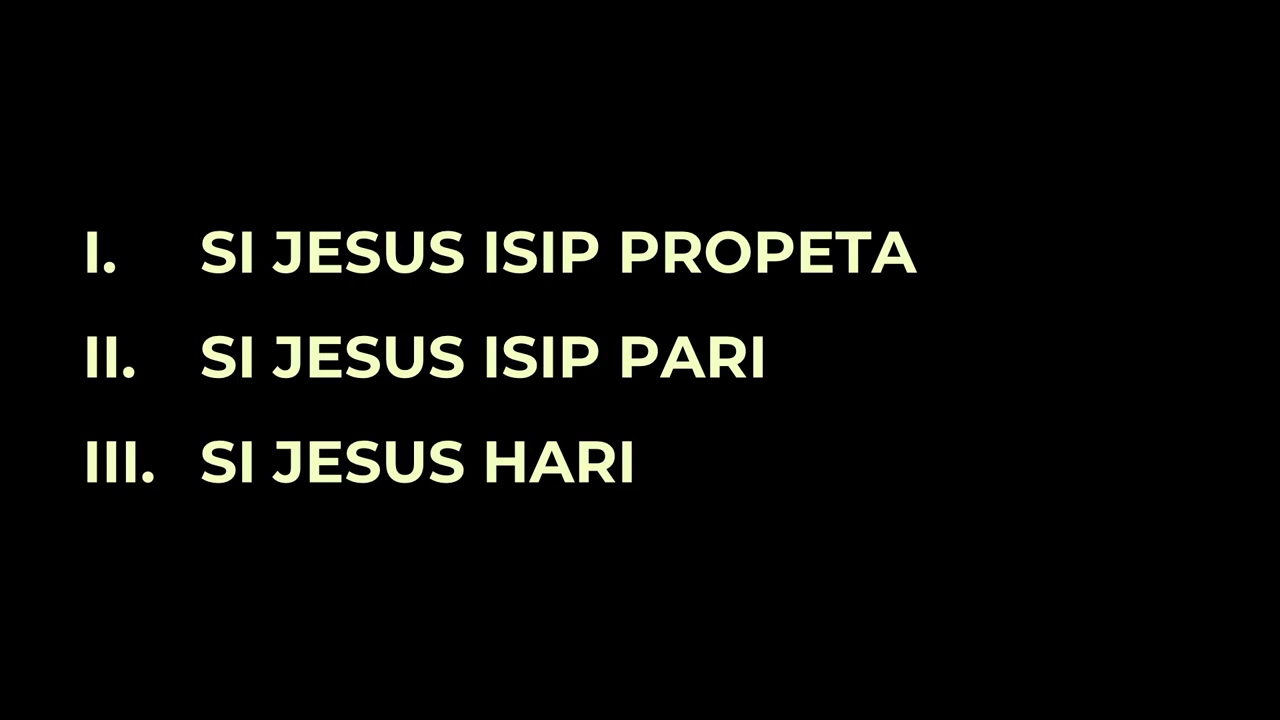 I. SI JESUS ISIP PROPETA
II. SI JESUS ISIP PARI
III. SI JESUS HARI